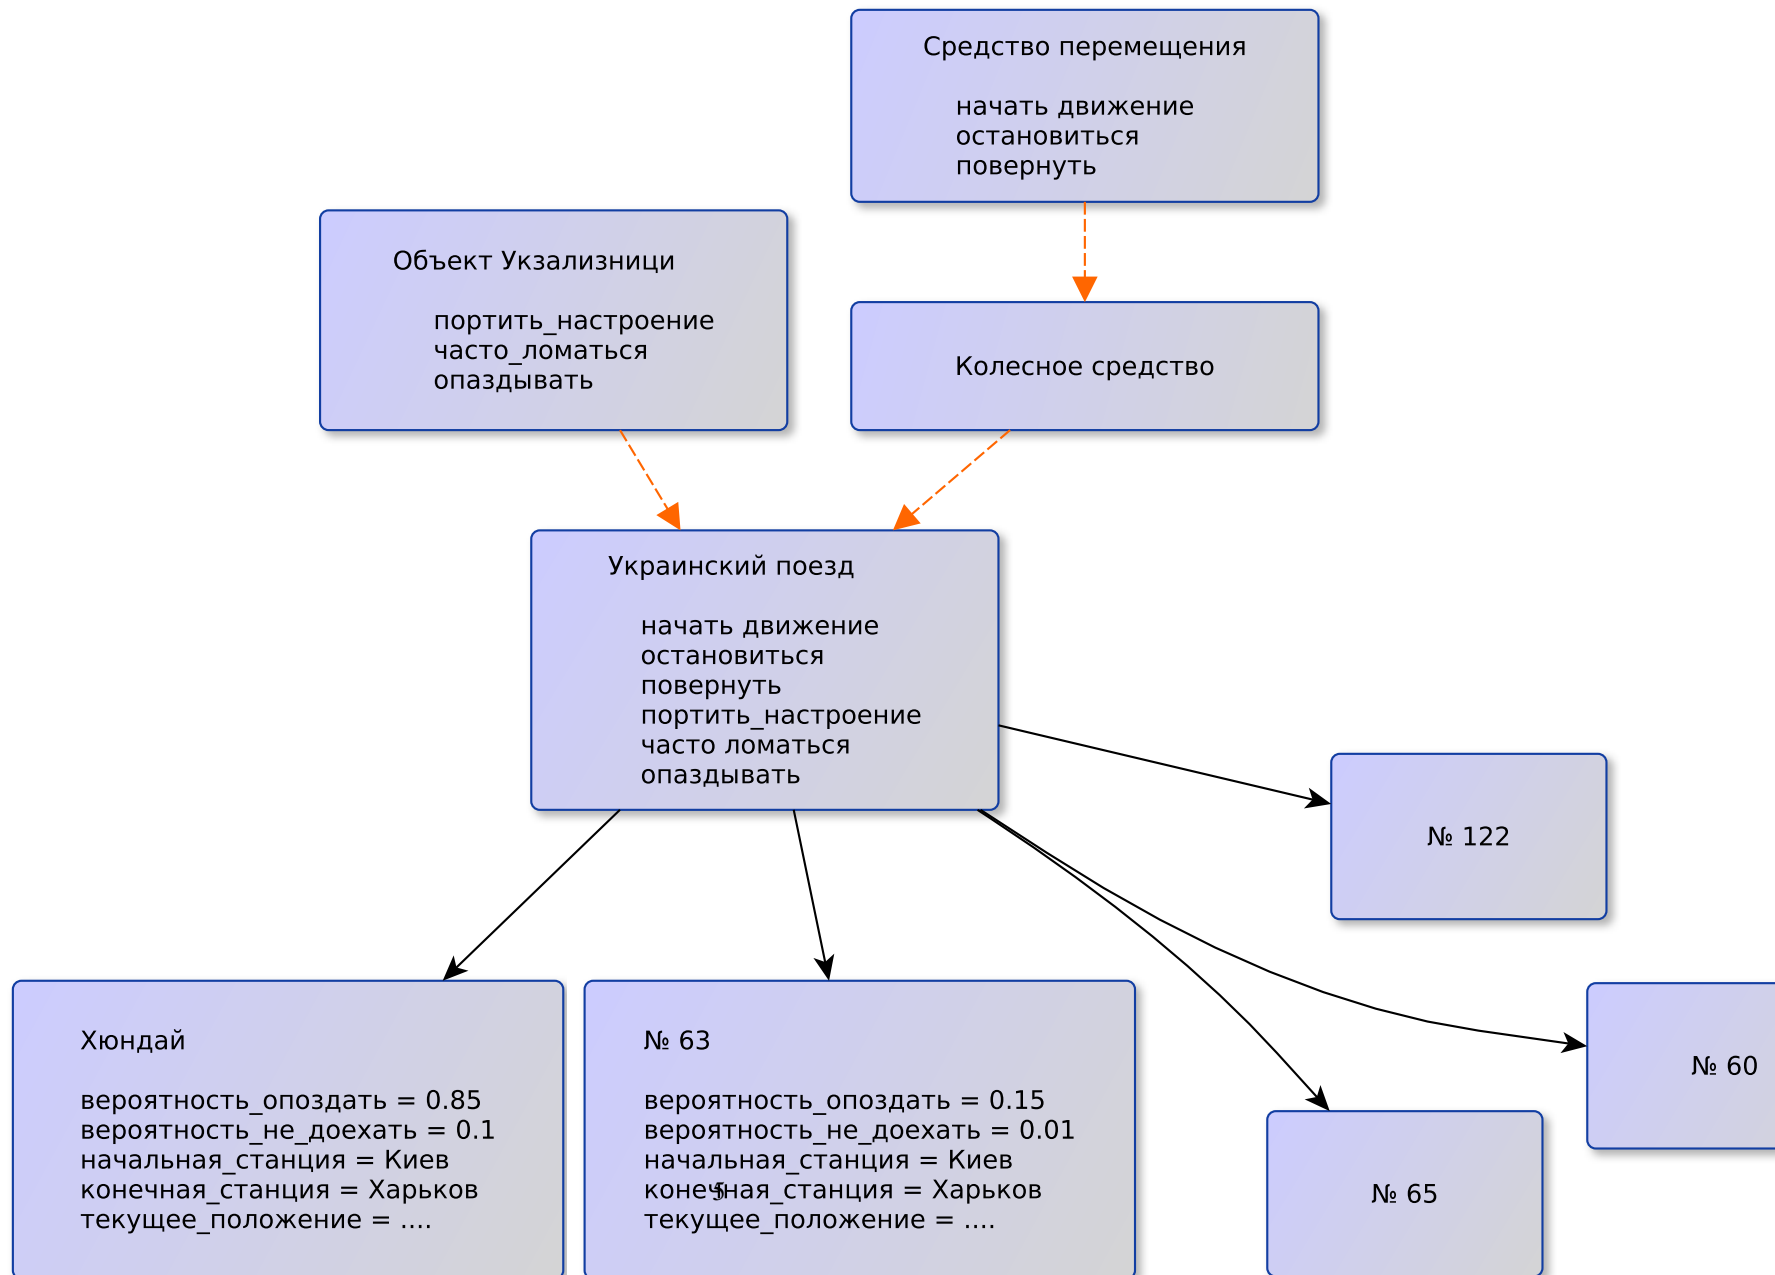 Средство перемещения
начать движение
остановиться
повернуть
Объект Укзализници
портить_настроение
часто_ломаться
опаздывать
Колесное средство
Украинский поезд
начать движение
остановиться
повернуть
портить_настроение
часто ломаться
опаздывать
№ 122
Хюндай
вероятность_опоздать = 0.85
вероятность_не_доехать = 0.1
начальная_станция = Киев
конечная_станция = Харьков
текущее_положение = ....
№ 63
вероятность_опоздать = 0.15
вероятность_не_доехать = 0.01
начальная_станция = Киев
конечная_станция = Харьков
текущее_положение = ....
5
№ 65
№ 60